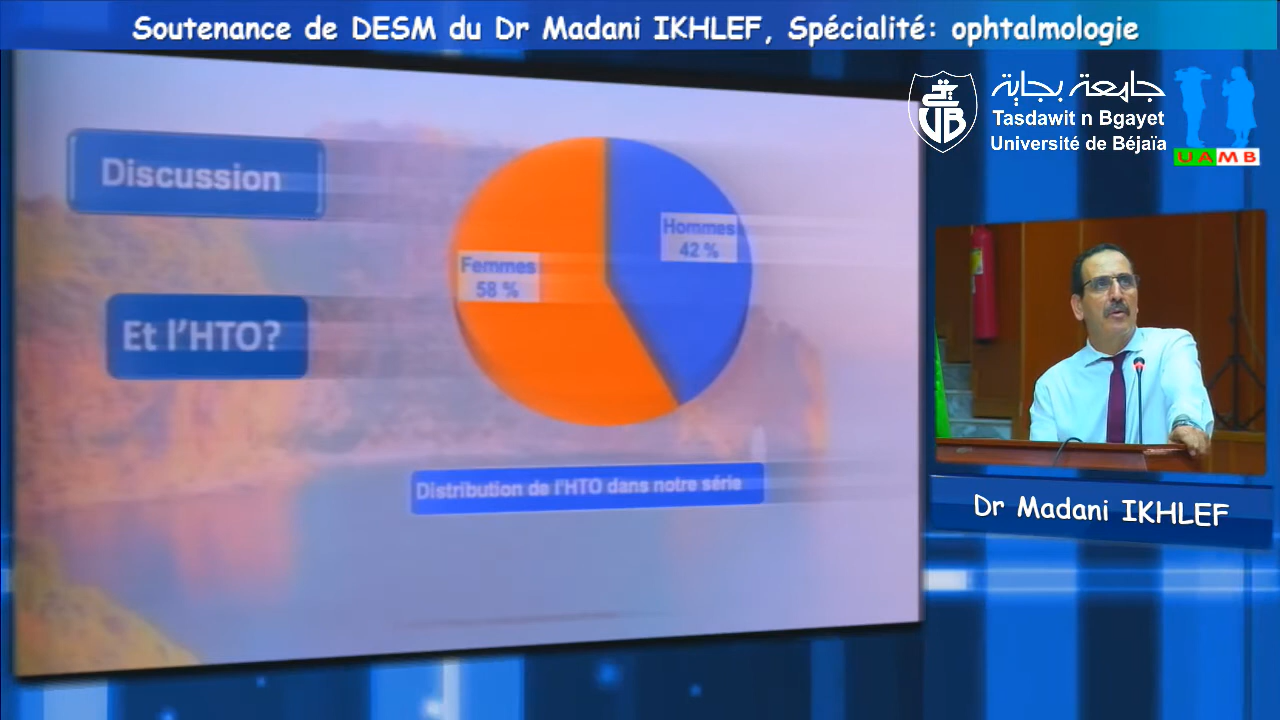 Soutenance de DESM du Dr Madani IKHLEF, Spécialité: ophtalmologie
جامعة بجاية
Tasdawit n Bgayet
Université de Béjaïa
UAMB
Discussion
Et l'HTO?
Hommes
42 %
Femmes
58 %
Distribution de l'HTO dans notre série
Dr Madani IKHLEF